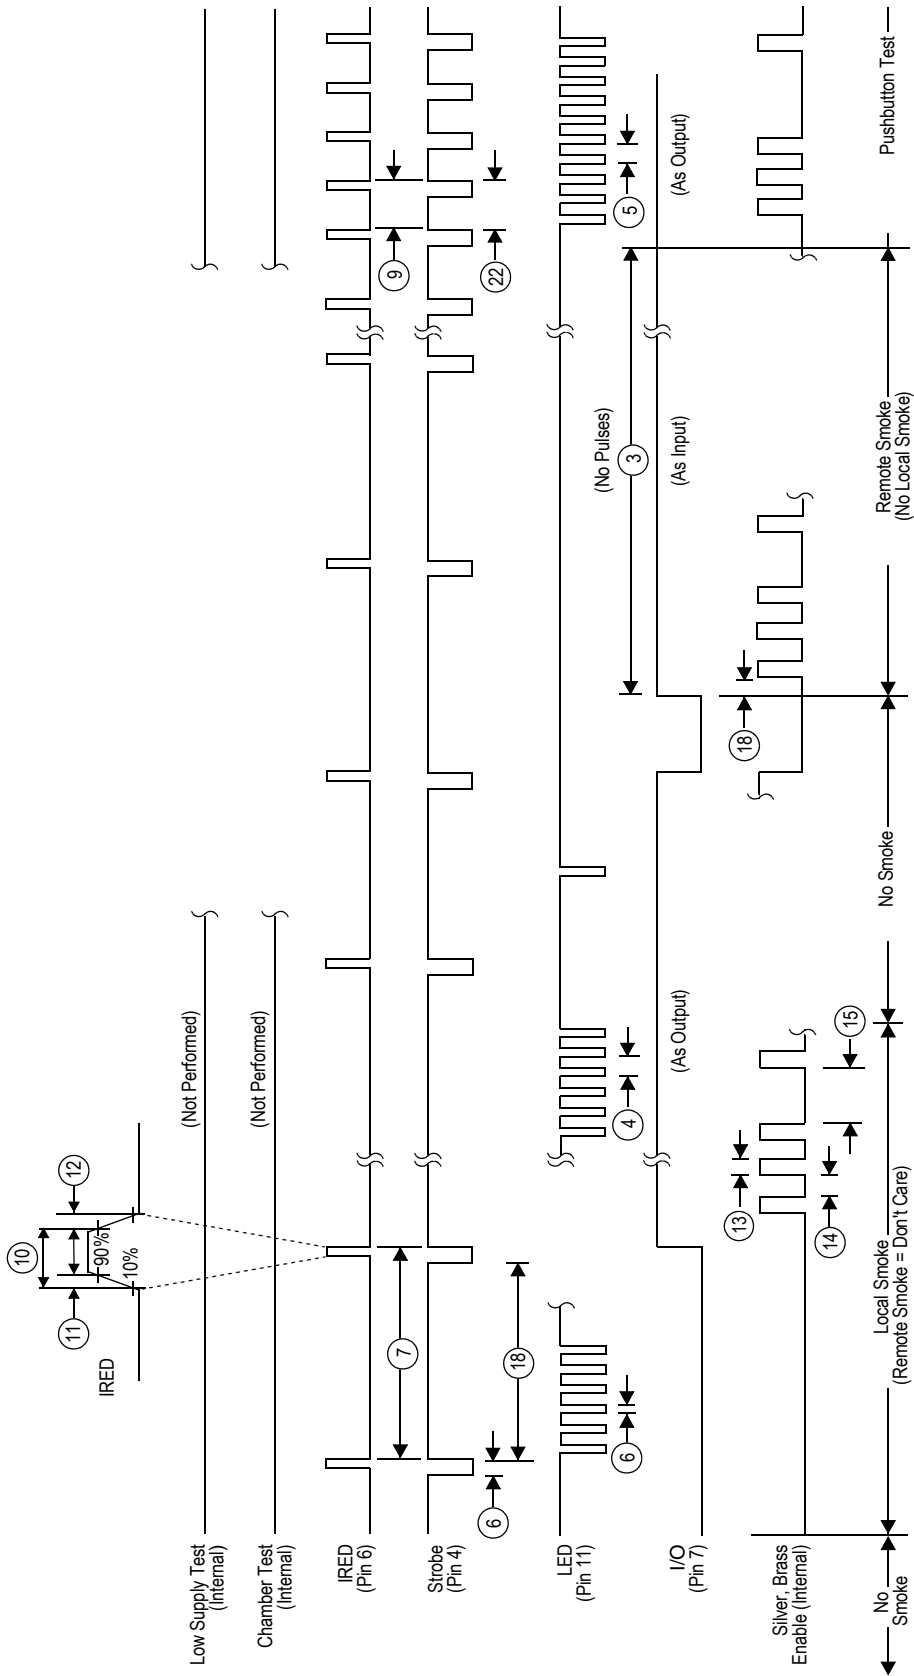 IRED
11
10
12
90%
10%
Low Supply Test
(Internal)
(Not Performed)
Chamber Test
(Internal)
(Not Performed)
IRED
(Pin 6)
7
9
Strobe
(Pin 4)
6
18
22
LED
(Pin 11)
6
4
(No Pulses)
3
5
I/O
(Pin 7)
(As Output)
(As Input)
(As Output)
18
Silver, Brass
Enable (Internal)
13
14
15
No
Smoke
Local Smoke
(Remote Smoke = Don't Care)
No Smoke
Remote Smoke
(No Local Smoke)
Pushbutton Test